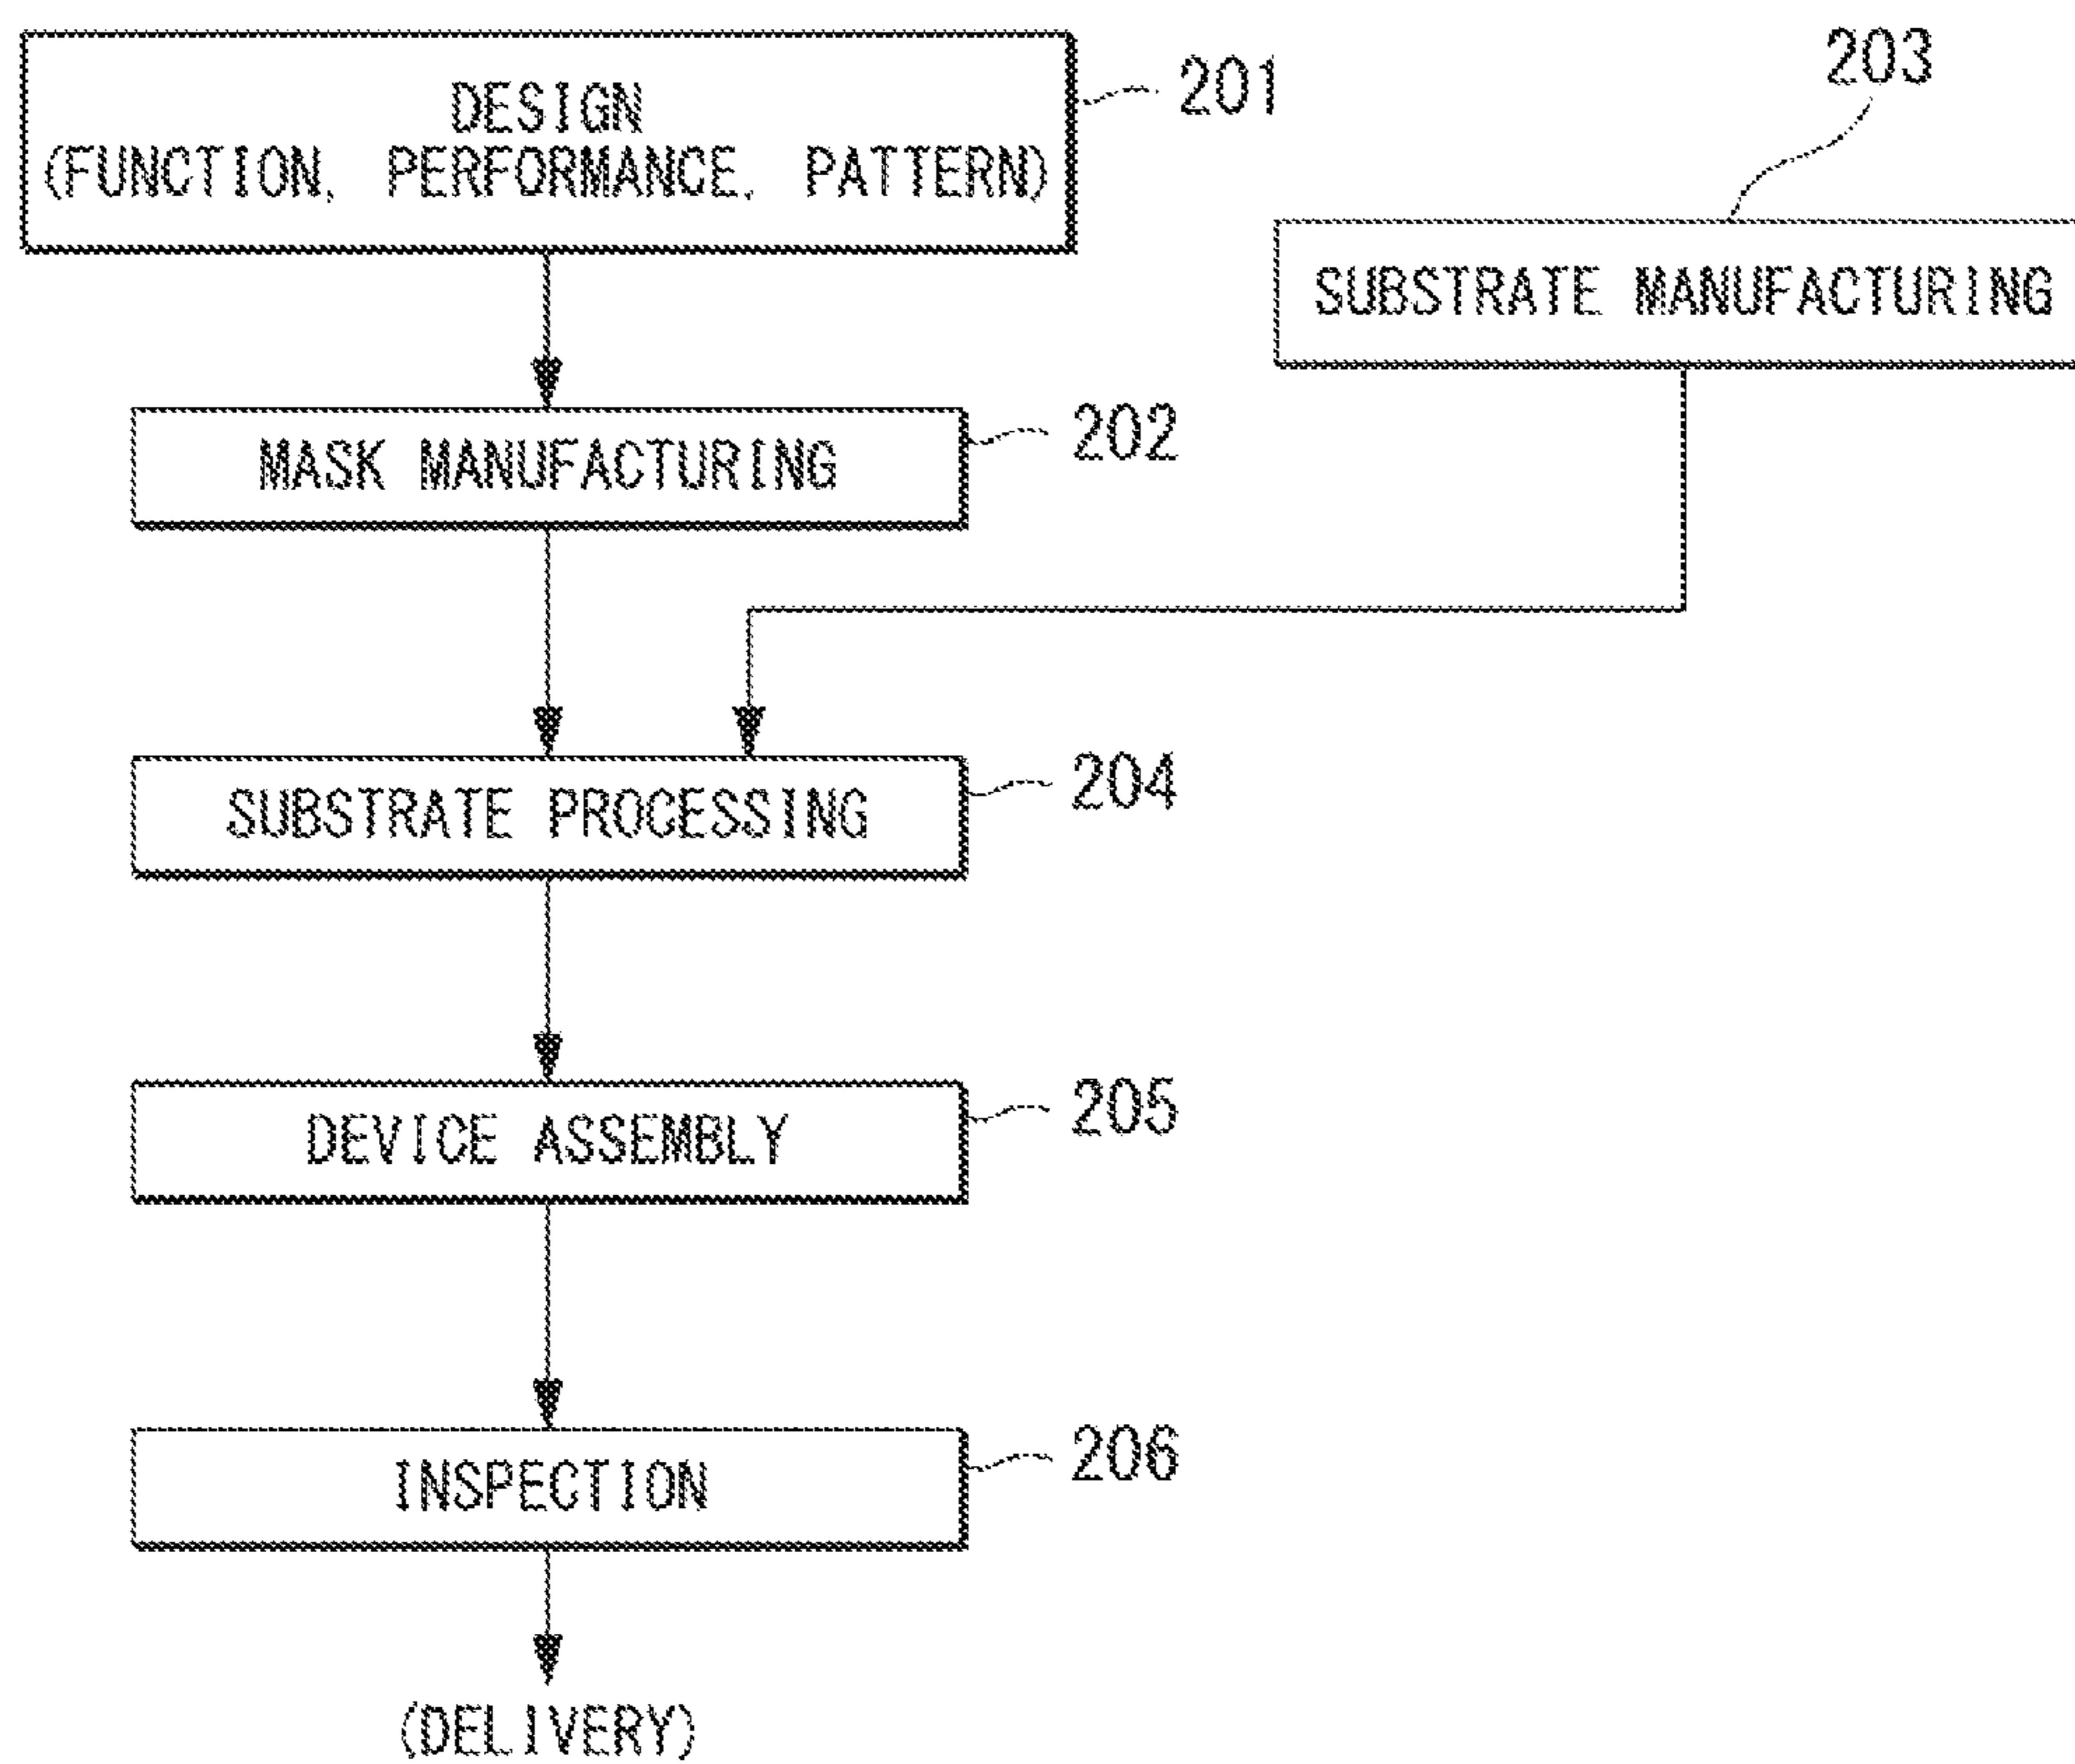 DESIGN
(FUNCTION, PERFORMANCE, PATTERN)
201
203
SUBSTRATE MANUFACTURING
MASK MANUFACTURING
202
SUBSTRATE PROCESSING
204
DEVICE ASSEMBLY
205
INSPECTION
206
(DELIVERY)